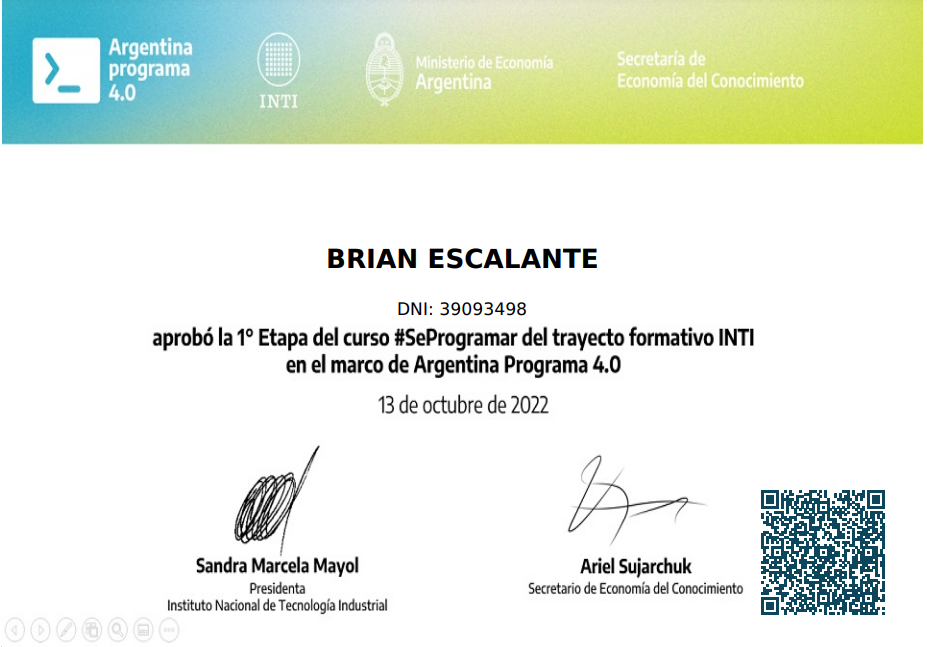 Argentina
programa
4.0
INTI
Ministerio de Economía
Argentina
Secretaría de
Economía del Conocimiento
BRIAN ESCALANTE
DNI: 39093498
aprobó la 1° Etapa del curso #SeProgramar del trayecto formativo INTI
en el marco de Argentina Programa 4.0
13 de octubre de 2022
Sandra Marcela Mayol
Presidenta
Instituto Nacional de Tecnología Industrial
Ariel Sujarchuk
Secretario de Economía del Conocimiento